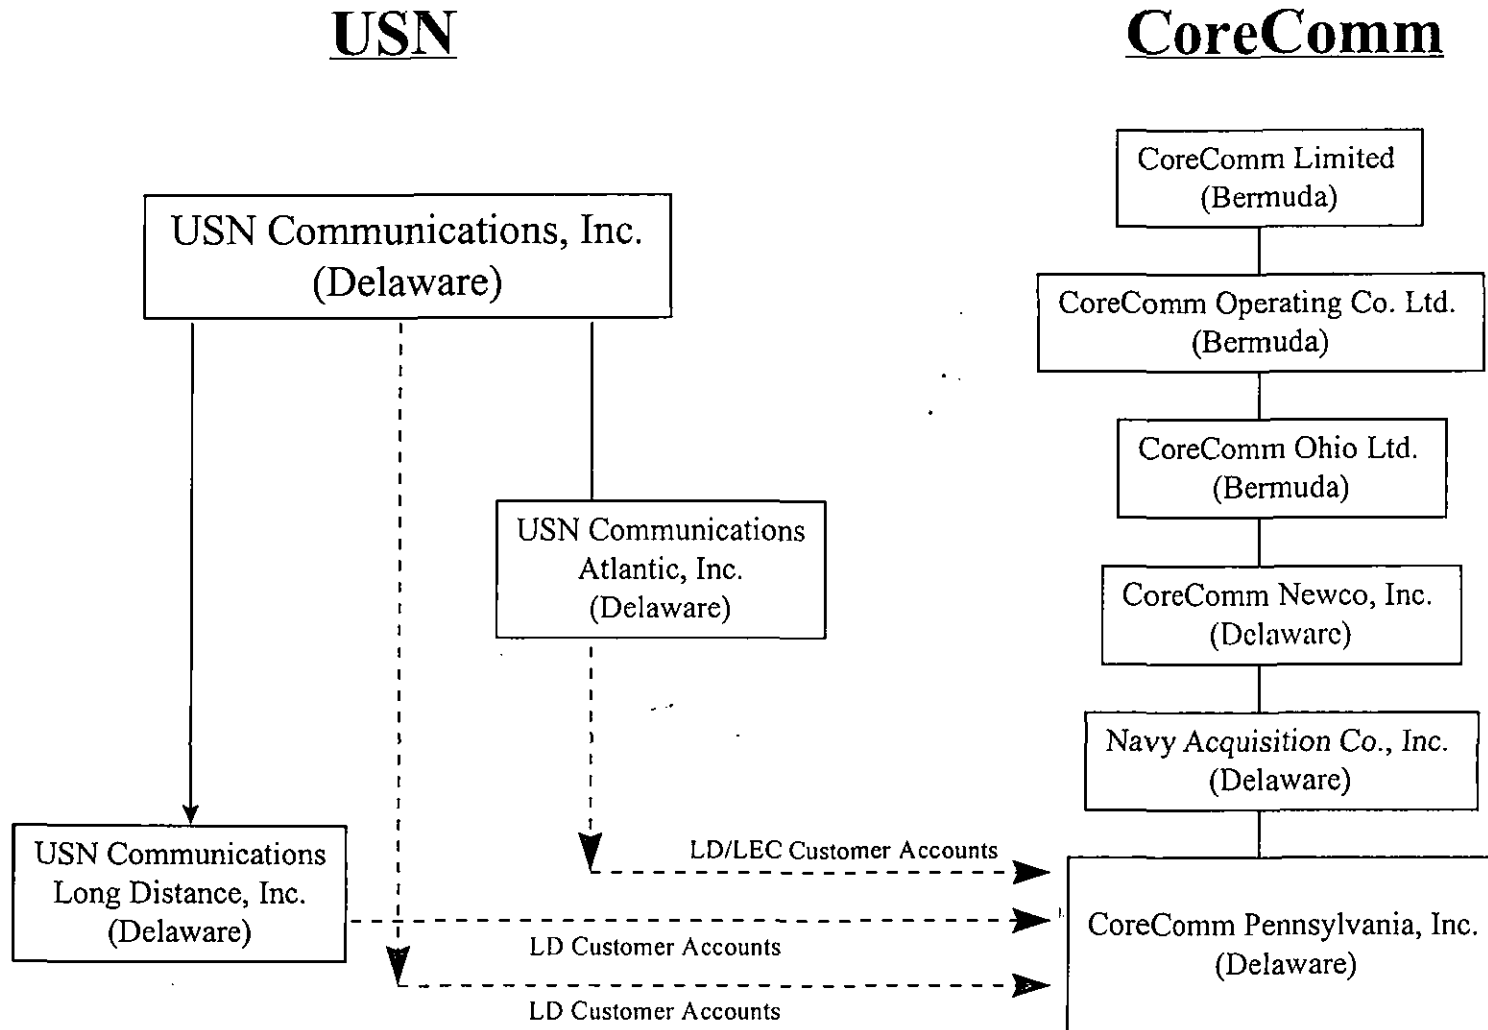 USN
CoreComm
USN Communications, Inc.
(Delaware)
USN Communications
Atlantic, Inc.
(Delaware)
USN Communications
Long Distance, Inc.
(Delaware)
CoreComm Limited
(Bermuda)
CoreComm Operating Co. Ltd.
(Bermuda)
CoreComm Ohio Ltd.
(Bermuda)
CoreComm Newco, Inc.
(Delaware)
Navy Acquisition Co., Inc.
(Delaware)
CoreComm Pennsylvania, Inc.
(Delaware)
LD/LEC Customer Accounts
LD Customer Accounts
LD Customer Accounts